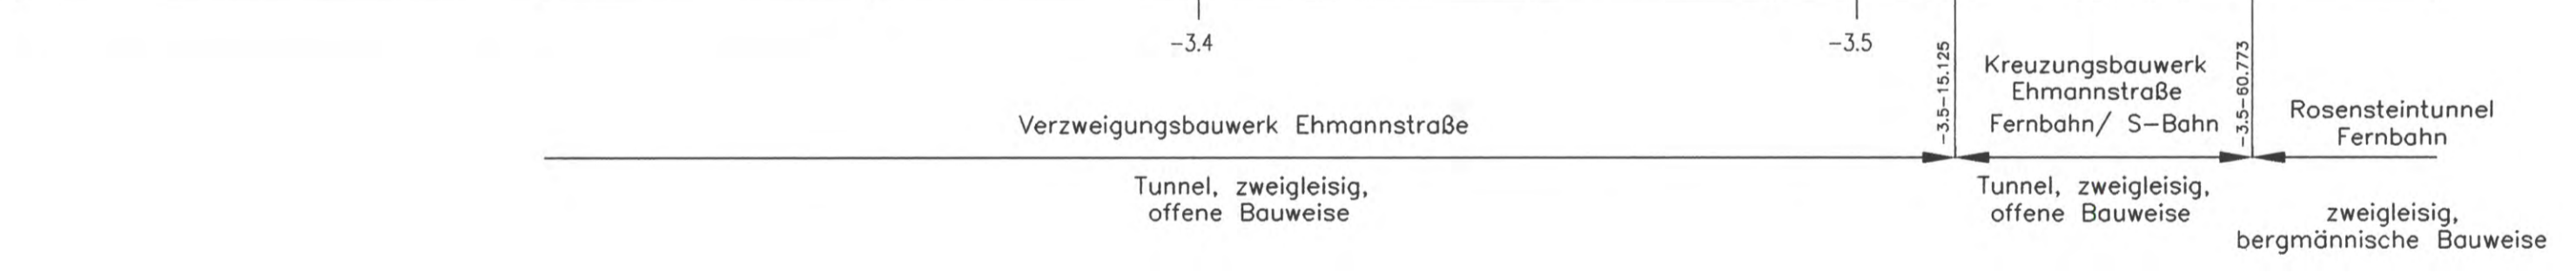 -3.4
-3.5
-3.5-15.125
-3.5-60.773
Kreuzungsbauwerk
Ehmannstraße
Fernbahn/ S-Bahn
Verzweigungsbauwerk Ehmannstraße
Rosensteintunnel
Fernbahn
Tunnel, zweigleisig,
offene Bauweise
Tunnel, zweigleisig,
offene Bauweise
zweigleisig,
bergmännische Bauweise